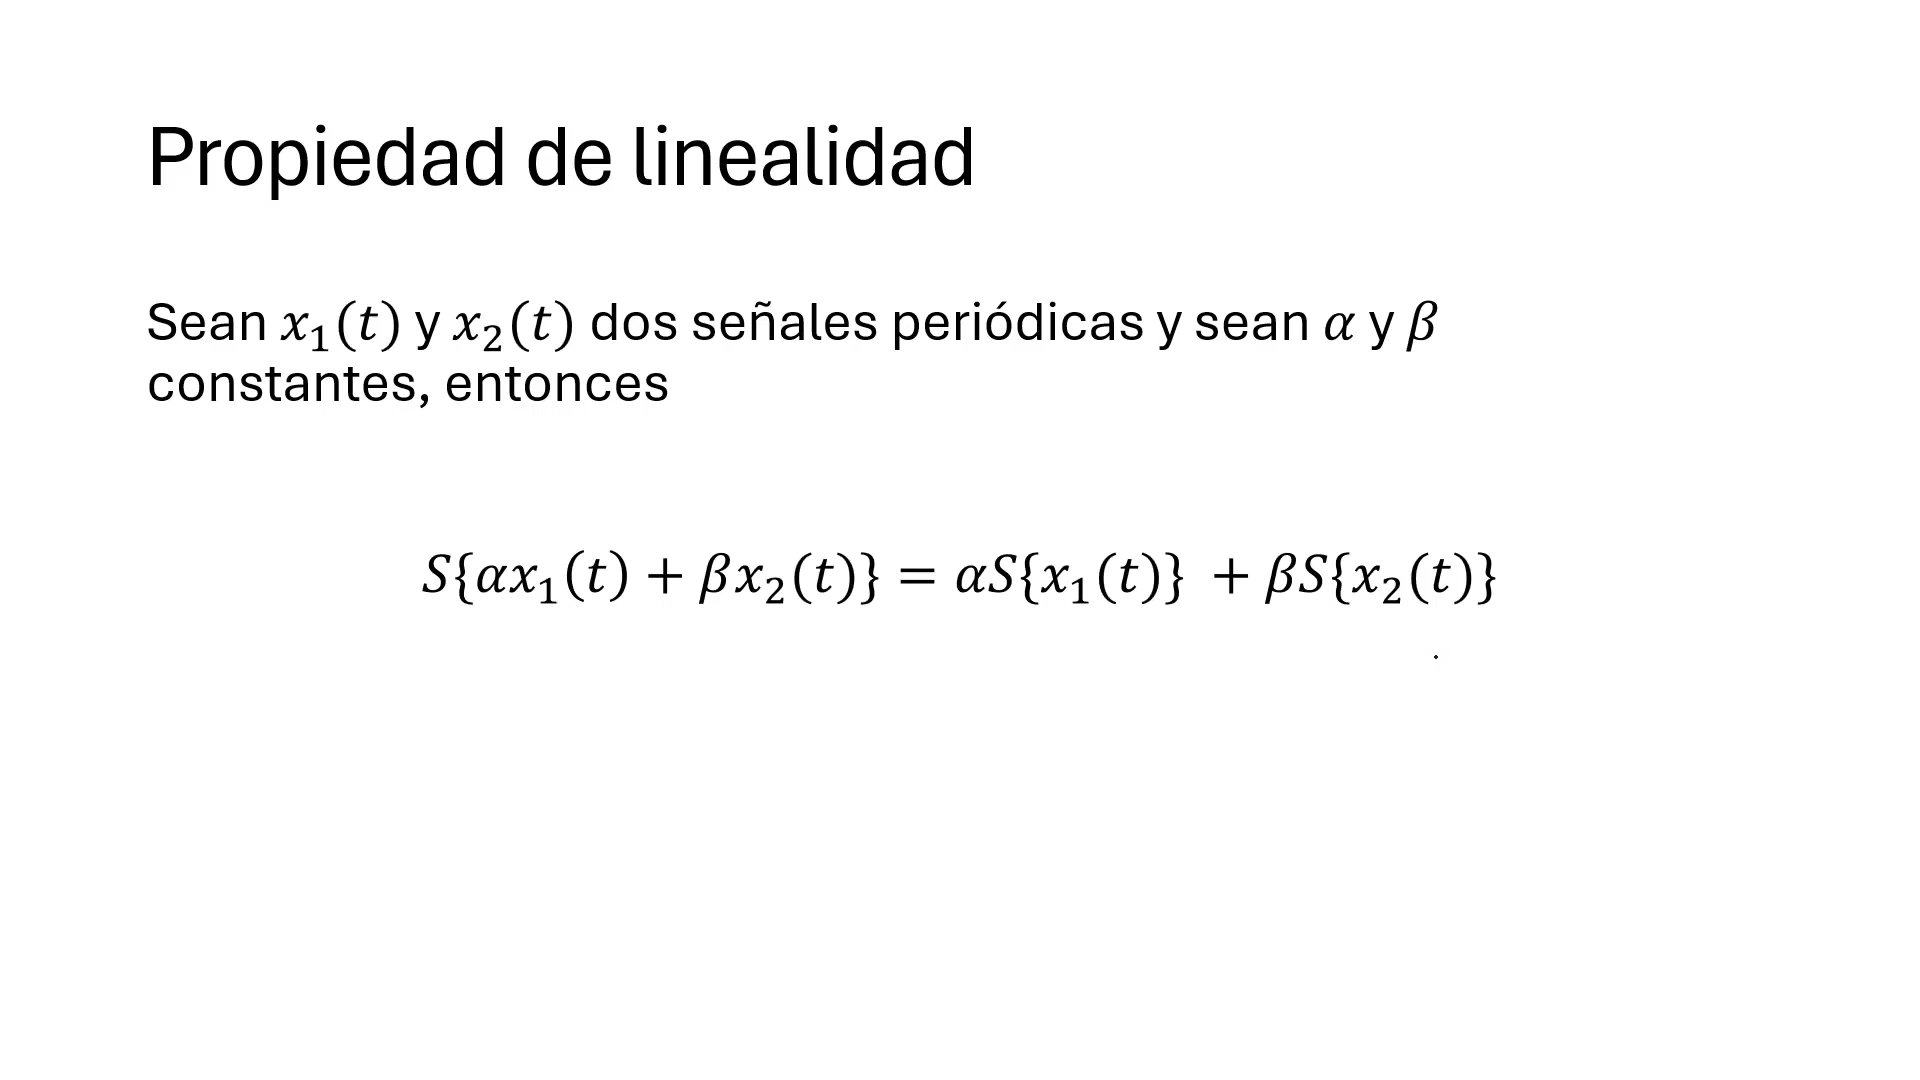 Propiedad de linealidad
Sean 𝑥₁(𝑡) y 𝑥₂(𝑡) dos señales periódicas y sean 𝛼 y 𝛽
constantes, entonces
𝑆{𝛼𝑥₁(𝑡) + 𝛽𝑥₂(𝑡)} = 𝛼𝑆{𝑥₁(𝑡)} + 𝛽𝑆{𝑥₂(𝑡)}